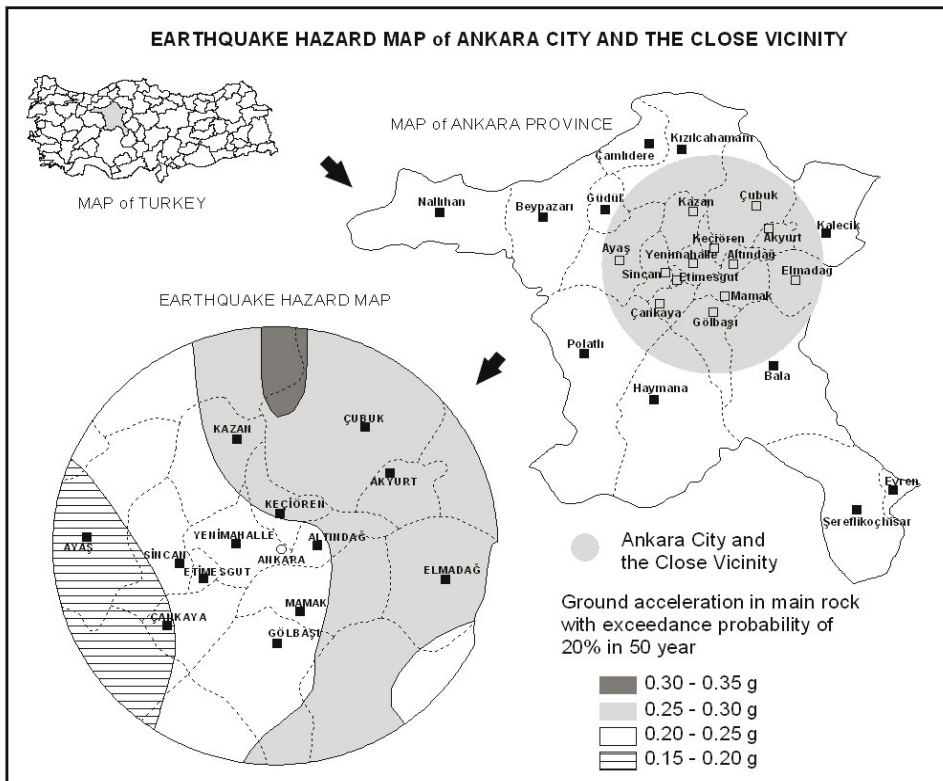 EARTHQUAKE HAZARD MAP of ANKARA CITY AND THE CLOSE VICINITY
MAP of TURKEY
MAP of ANKARA PROVINCE
Kızılcahamam
Çamlıdere
Nallıhan
Beypazarı
Güdül
Kazan
Çubuk
Kalecik
Akyurt
Keçiören
Ayaş
Yenimahalle
Altındağ
Sincan
Etimesgut
Elmadağ
Mamak
Çankaya
Gölbaşı
Polatlı
Bala
Haymana
Evren
Şereflikoçhisar
EARTHQUAKE HAZARD MAP
KAZAN
ÇUBUK
AKYURT
KEÇİÖREN
AYAŞ
YENİMAHALLE
ALTINDAĞ
SİNCAN
ANKARA
ETİMESGUT
ELMADAĞ
MAMAK
ÇANKAYA
GÖLBAŞI
Ankara City and
the Close Vicinity
Ground acceleration in main rock
with exceedance probability of
20% in 50 year
0.30 - 0.35 g
0.25 - 0.30 g
0.20 - 0.25 g
0.15 - 0.20 g